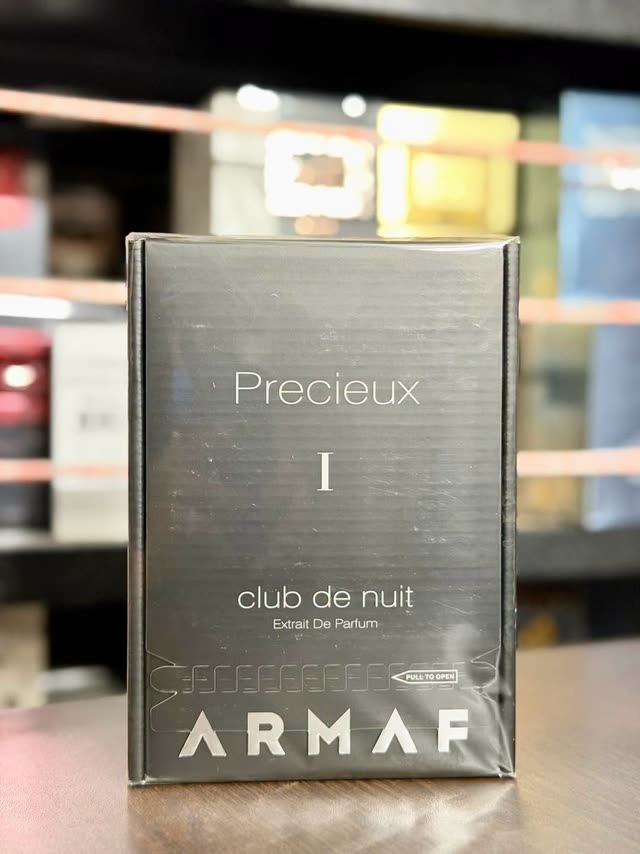 Precieux
I
club de nuit
Extrait De Parfum
PULL TO OPEN
ARMAF